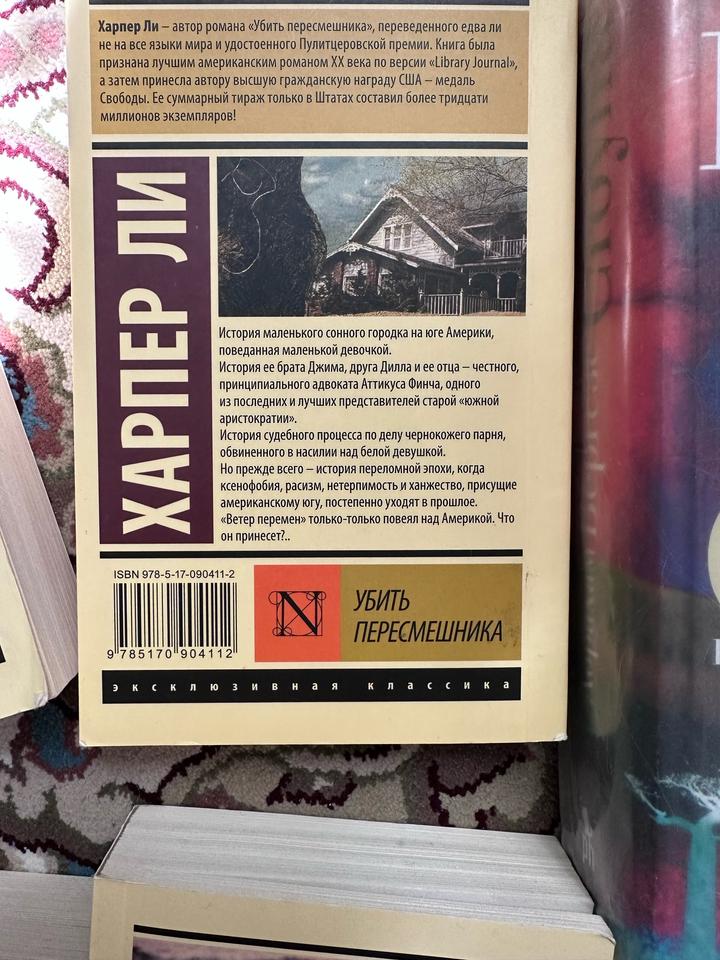 Харпер Ли – автор романа «Убить пересмешника», переведенного едва ли
не на все языки мира и удостоенного Пулитцеровской премии. Книга была
признана лучшим американским романом XX века по версии «Library Journal»,
а затем принесла автору высшую гражданскую награду США – медаль
Свободы. Ее суммарный тираж только в Штатах составил более тридцати
миллионов экземпляров!
ХАРПЕР ЛИ
История маленького сонного городка на юге Америки,
поведанная маленькой девочкой.
История ее брата Джима, друга Дилла и ее отца – честного,
принципиального адвоката Аттикуса Финча, одного
из последних и лучших представителей старой «южной
аристократии».
История судебного процесса по делу чернокожего парня,
обвиненного в насилии над белой девушкой.
Но прежде всего – история переломной эпохи, когда
ксенофобия, расизм, нетерпимость и ханжество, присущие
американскому югу, постепенно уходят в прошлое.
«Ветер перемен» только-только повеял над Америкой. Что
он принесет?..
ISBN 978-5-17-090411-2
9 785170 904112
N
УБИТЬ
ПЕРЕСМЕШНИКА
эксклюзивная классика